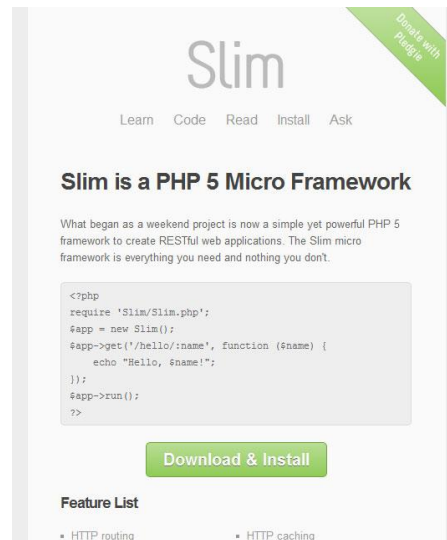 Donate with
Pledgie
Slim
Learn Code Read Install Ask
Slim is a PHP 5 Micro Framework
What began as a weekend project is now a simple yet powerful PHP 5
framework to create RESTful web applications. The Slim micro
framework is everything you need and nothing you don't.
<?php
require 'Slim/Slim.php';
$app = new Slim();
$app->get('/hello/:name', function ($name) {
    echo "Hello, $name!";
});
$app->run();
?>
Download & Install
Feature List
▪ HTTP routing ▪ HTTP caching